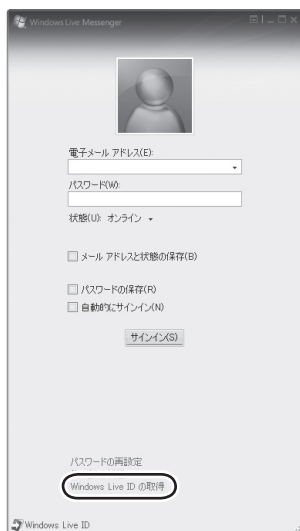 Windows Live Messenger
電子メール アドレス(E):
パスワード(W):
状態(U): オンライン
メール アドレスと状態の保存(B)
パスワードの保存(R)
自動的にサインイン(N)
サインイン(S)
パスワードの再設定
Windows Live ID の取得
Windows Live ID